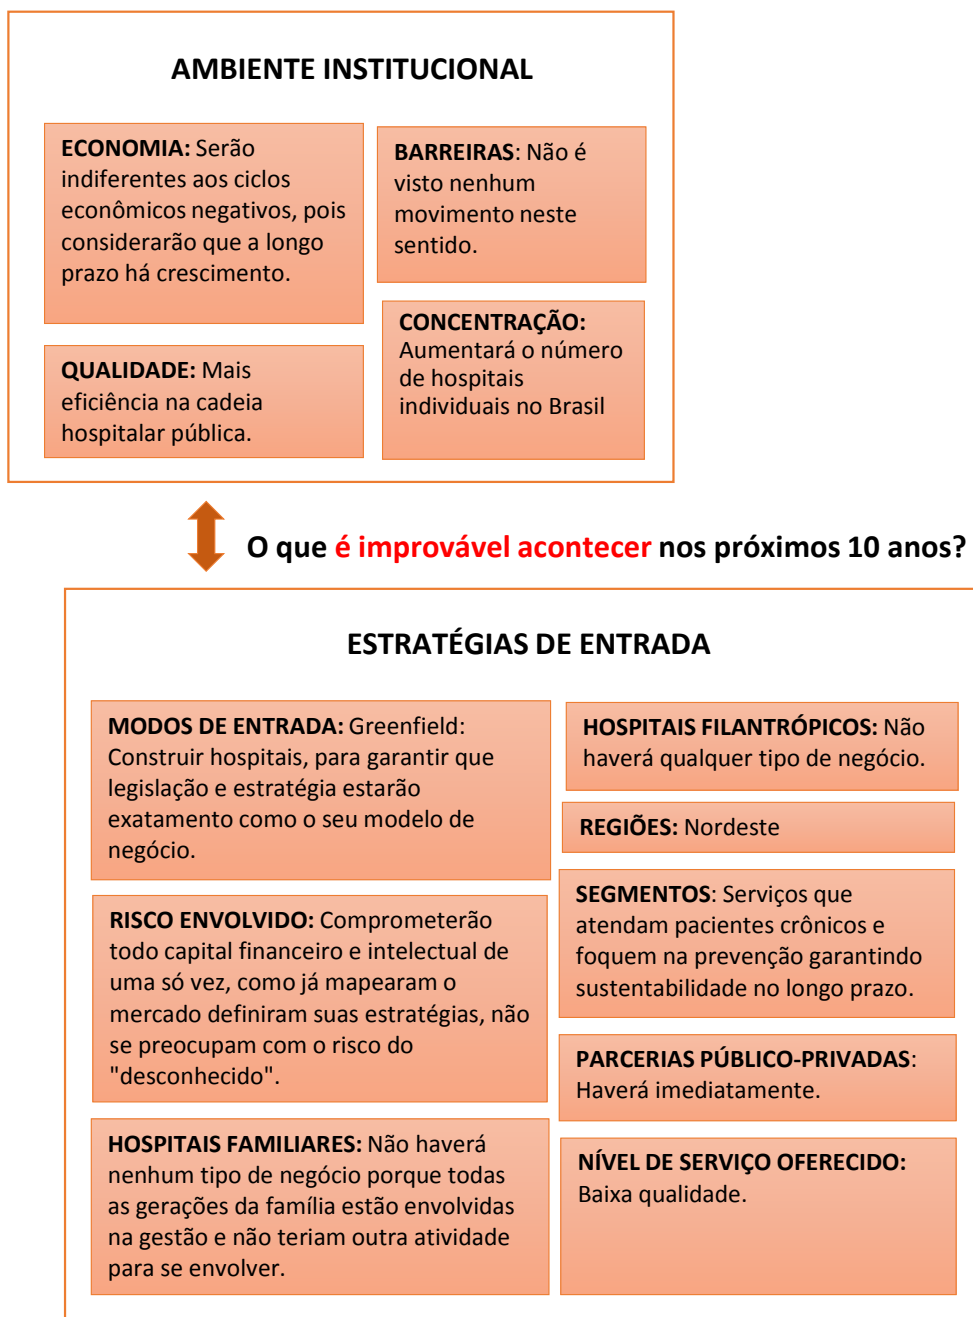 AMBIENTE INSTITUCIONAL
ECONOMIA: Serão
indiferentes aos ciclos
econômicos negativos, pois
considerarão que a longo
prazo há crescimento.
BARREIRAS: Não é
visto nenhum
movimento neste
sentido.
QUALIDADE: Mais
eficiência na cadeia
hospitalar pública.
CONCENTRAÇÃO:
Aumentará o número
de hospitais
individuais no Brasil
O que é improvável acontecer nos próximos 10 anos?
ESTRATÉGIAS DE ENTRADA
MODOS DE ENTRADA: Greenfield:
Construir hospitais, para garantir que
legislação e estratégia estarão
exatamento como o seu modelo de
negócio.
RISCO ENVOLVIDO: Comprometerão
todo capital financeiro e intelectual de
uma só vez, como já mapearam o
mercado definiram suas estratégias, não
se preocupam com o risco do
"desconhecido".
HOSPITAIS FAMILIARES: Não haverá
nenhum tipo de negócio porque todas
as gerações da família estão envolvidas
na gestão e não teriam outra atividade
para se envolver.
HOSPITAIS FILANTRÓPICOS: Não
haverá qualquer tipo de negócio.
REGIÕES: Nordeste
SEGMENTOS: Serviços que
atendam pacientes crônicos e
foquem na prevenção garantindo
sustentabilidade no longo prazo.
PARCERIAS PÚBLICO-PRIVADAS:
Haverá imediatamente.
NÍVEL DE SERVIÇO OFERECIDO:
Baixa qualidade.